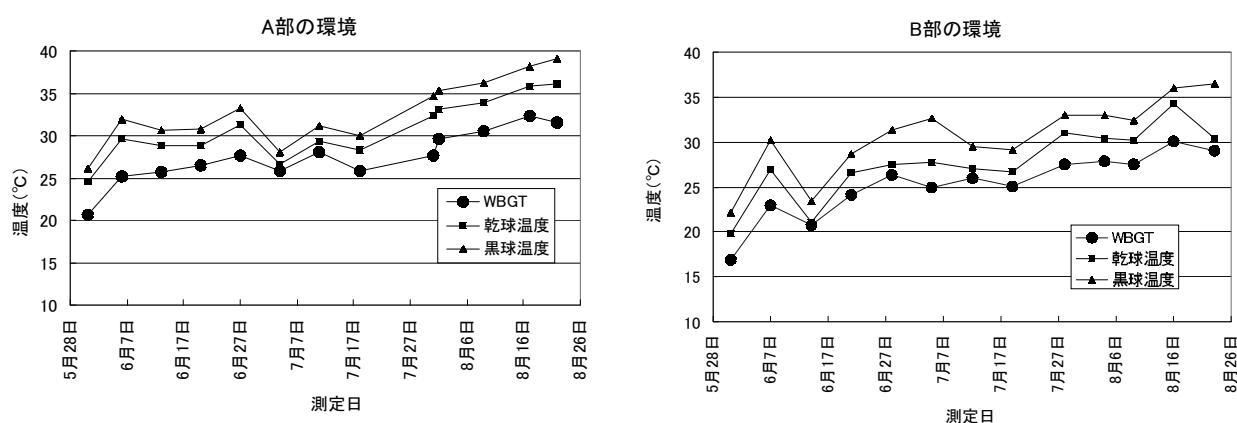 A部の環境
40
35
30
25
20
15
10
温度(℃)
WBGT
乾球温度
黒球温度
5月28日
6月7日
6月17日
6月27日
7月7日
7月17日
7月27日
8月6日
8月16日
8月26日
測定日
B部の環境
40
35
30
25
20
15
10
温度(℃)
WBGT
乾球温度
黒球温度
5月28日
6月7日
6月17日
6月27日
7月7日
7月17日
7月27日
8月6日
8月16日
8月26日
測定日